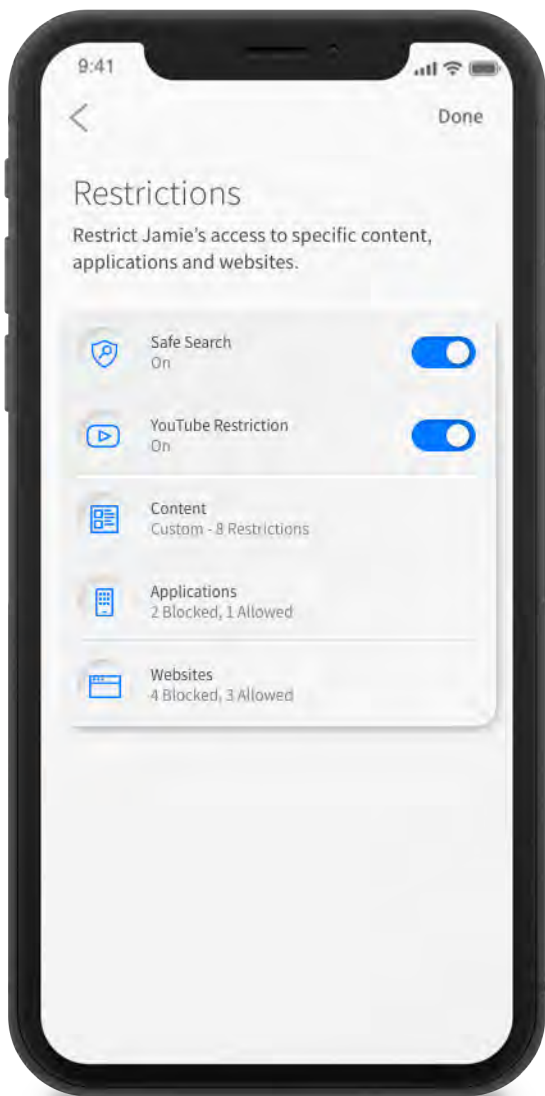 9:41
Done
Restrictions
Restrict Jamie's access to specific content,
applications and websites.
Safe Search
On
YouTube Restriction
On
Content
Custom - 8 Restrictions
Applications
2 Blocked, 1 Allowed
Websites
4 Blocked, 3 Allowed